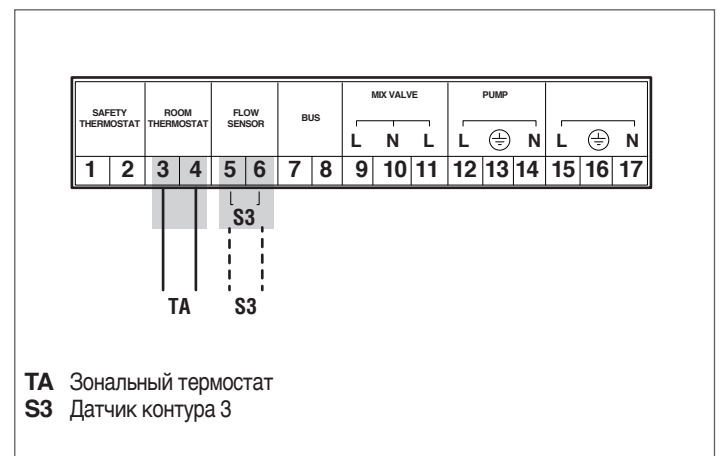 SAFETY THERMOSTAT ROOM THERMOSTAT FLOW SENSOR BUS MIX VALVE PUMP
L N L L N L N
1 2 3 4 5 6 7 8 9 10 11 12 13 14 15 16 17
S3
TA S3
TA Зональный термостат
S3 Датчик контура 3